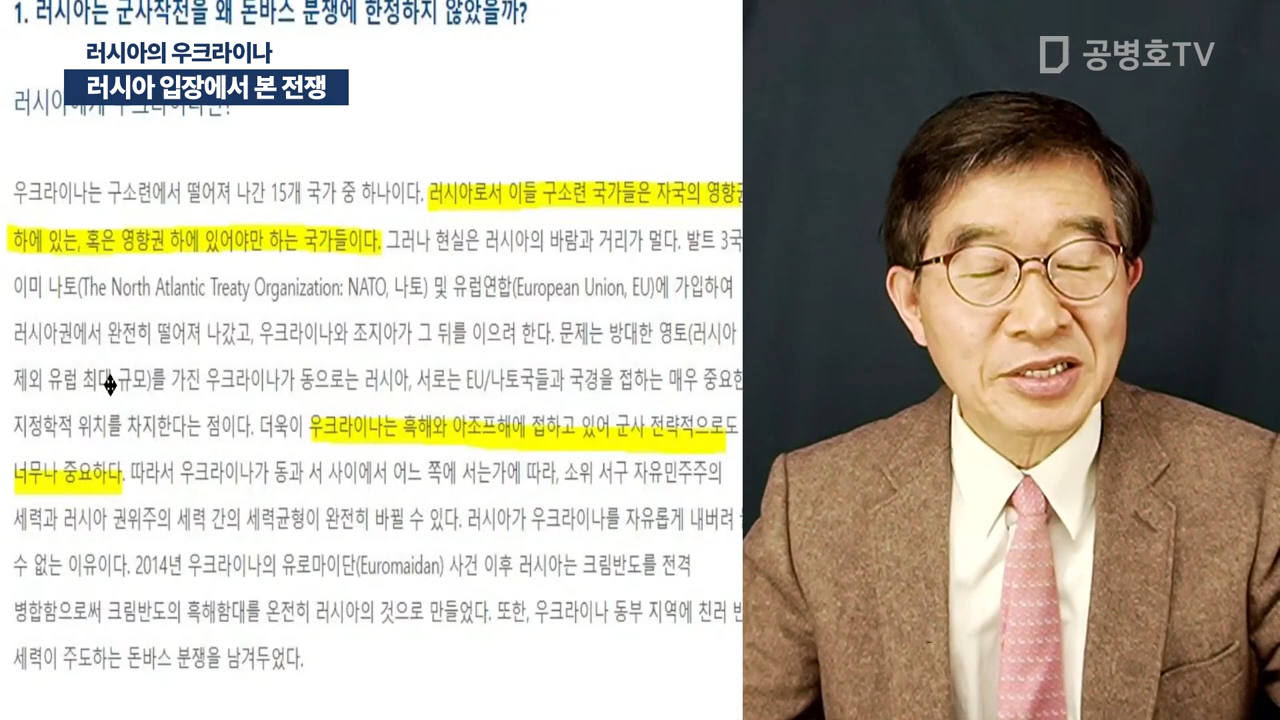 1. 러시아는 군사작전을 왜 돈바스 분쟁에 한정하지 않았을까?
러시아의 우크라이나
러시아 입장에서 본 전쟁
공병호TV
우크라이나는 구소련에서 떨어져 나간 15개 국가 중 하나이다. 러시아로서 이들 구소련 국가들은 자국의 영향권
하에 있는, 혹은 영향권 하에 있어야만 하는 국가들이다. 그러나 현실은 러시아의 바람과 거리가 멀다. 발트 3국
이미 나토(The North Atlantic Treaty Organization: NATO, 나토) 및 유럽연합(European Union, EU)에 가입하여
러시아권에서 완전히 떨어져 나갔고, 우크라이나와 조지아가 그 뒤를 이으려 한다. 문제는 방대한 영토(러시아
제외 유럽 최대 규모)를 가진 우크라이나가 동으로는 러시아, 서로는 EU/나토국들과 국경을 접하는 매우 중요한
지정학적 위치를 차지한다는 점이다. 더욱이 우크라이나는 흑해와 아조프해에 접하고 있어 군사 전략적으로도
너무나 중요하다. 따라서 우크라이나가 동과 서 사이에서 어느 쪽에 서는가에 따라, 소위 서구 자유민주주의
세력과 러시아 권위주의 세력 간의 세력균형이 완전히 바뀔 수 있다. 러시아가 우크라이나를 자유롭게 내버려
수 없는 이유이다. 2014년 우크라이나의 유로마이단(Euromaidan) 사건 이후 러시아는 크림반도를 전격
병합함으로써 크림반도의 흑해함대를 온전히 러시아의 것으로 만들었다. 또한, 우크라이나 동부 지역에 친러
세력이 주도하는 돈바스 분쟁을 남겨두었다.